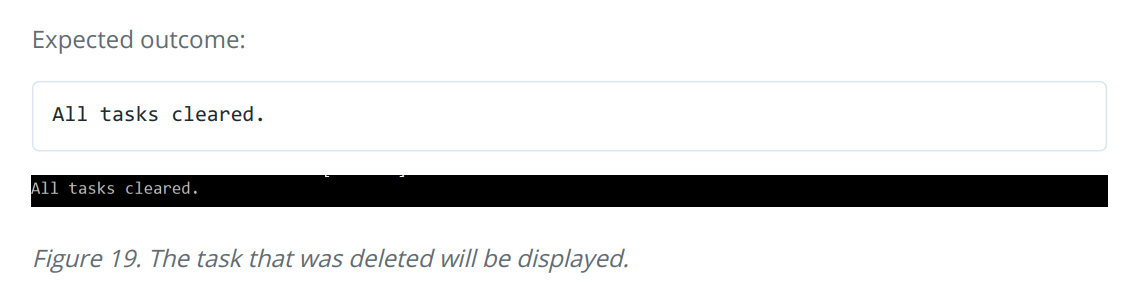 Expected outcome:
All tasks cleared.
All tasks cleared.
Figure 19. The task that was deleted will be displayed.